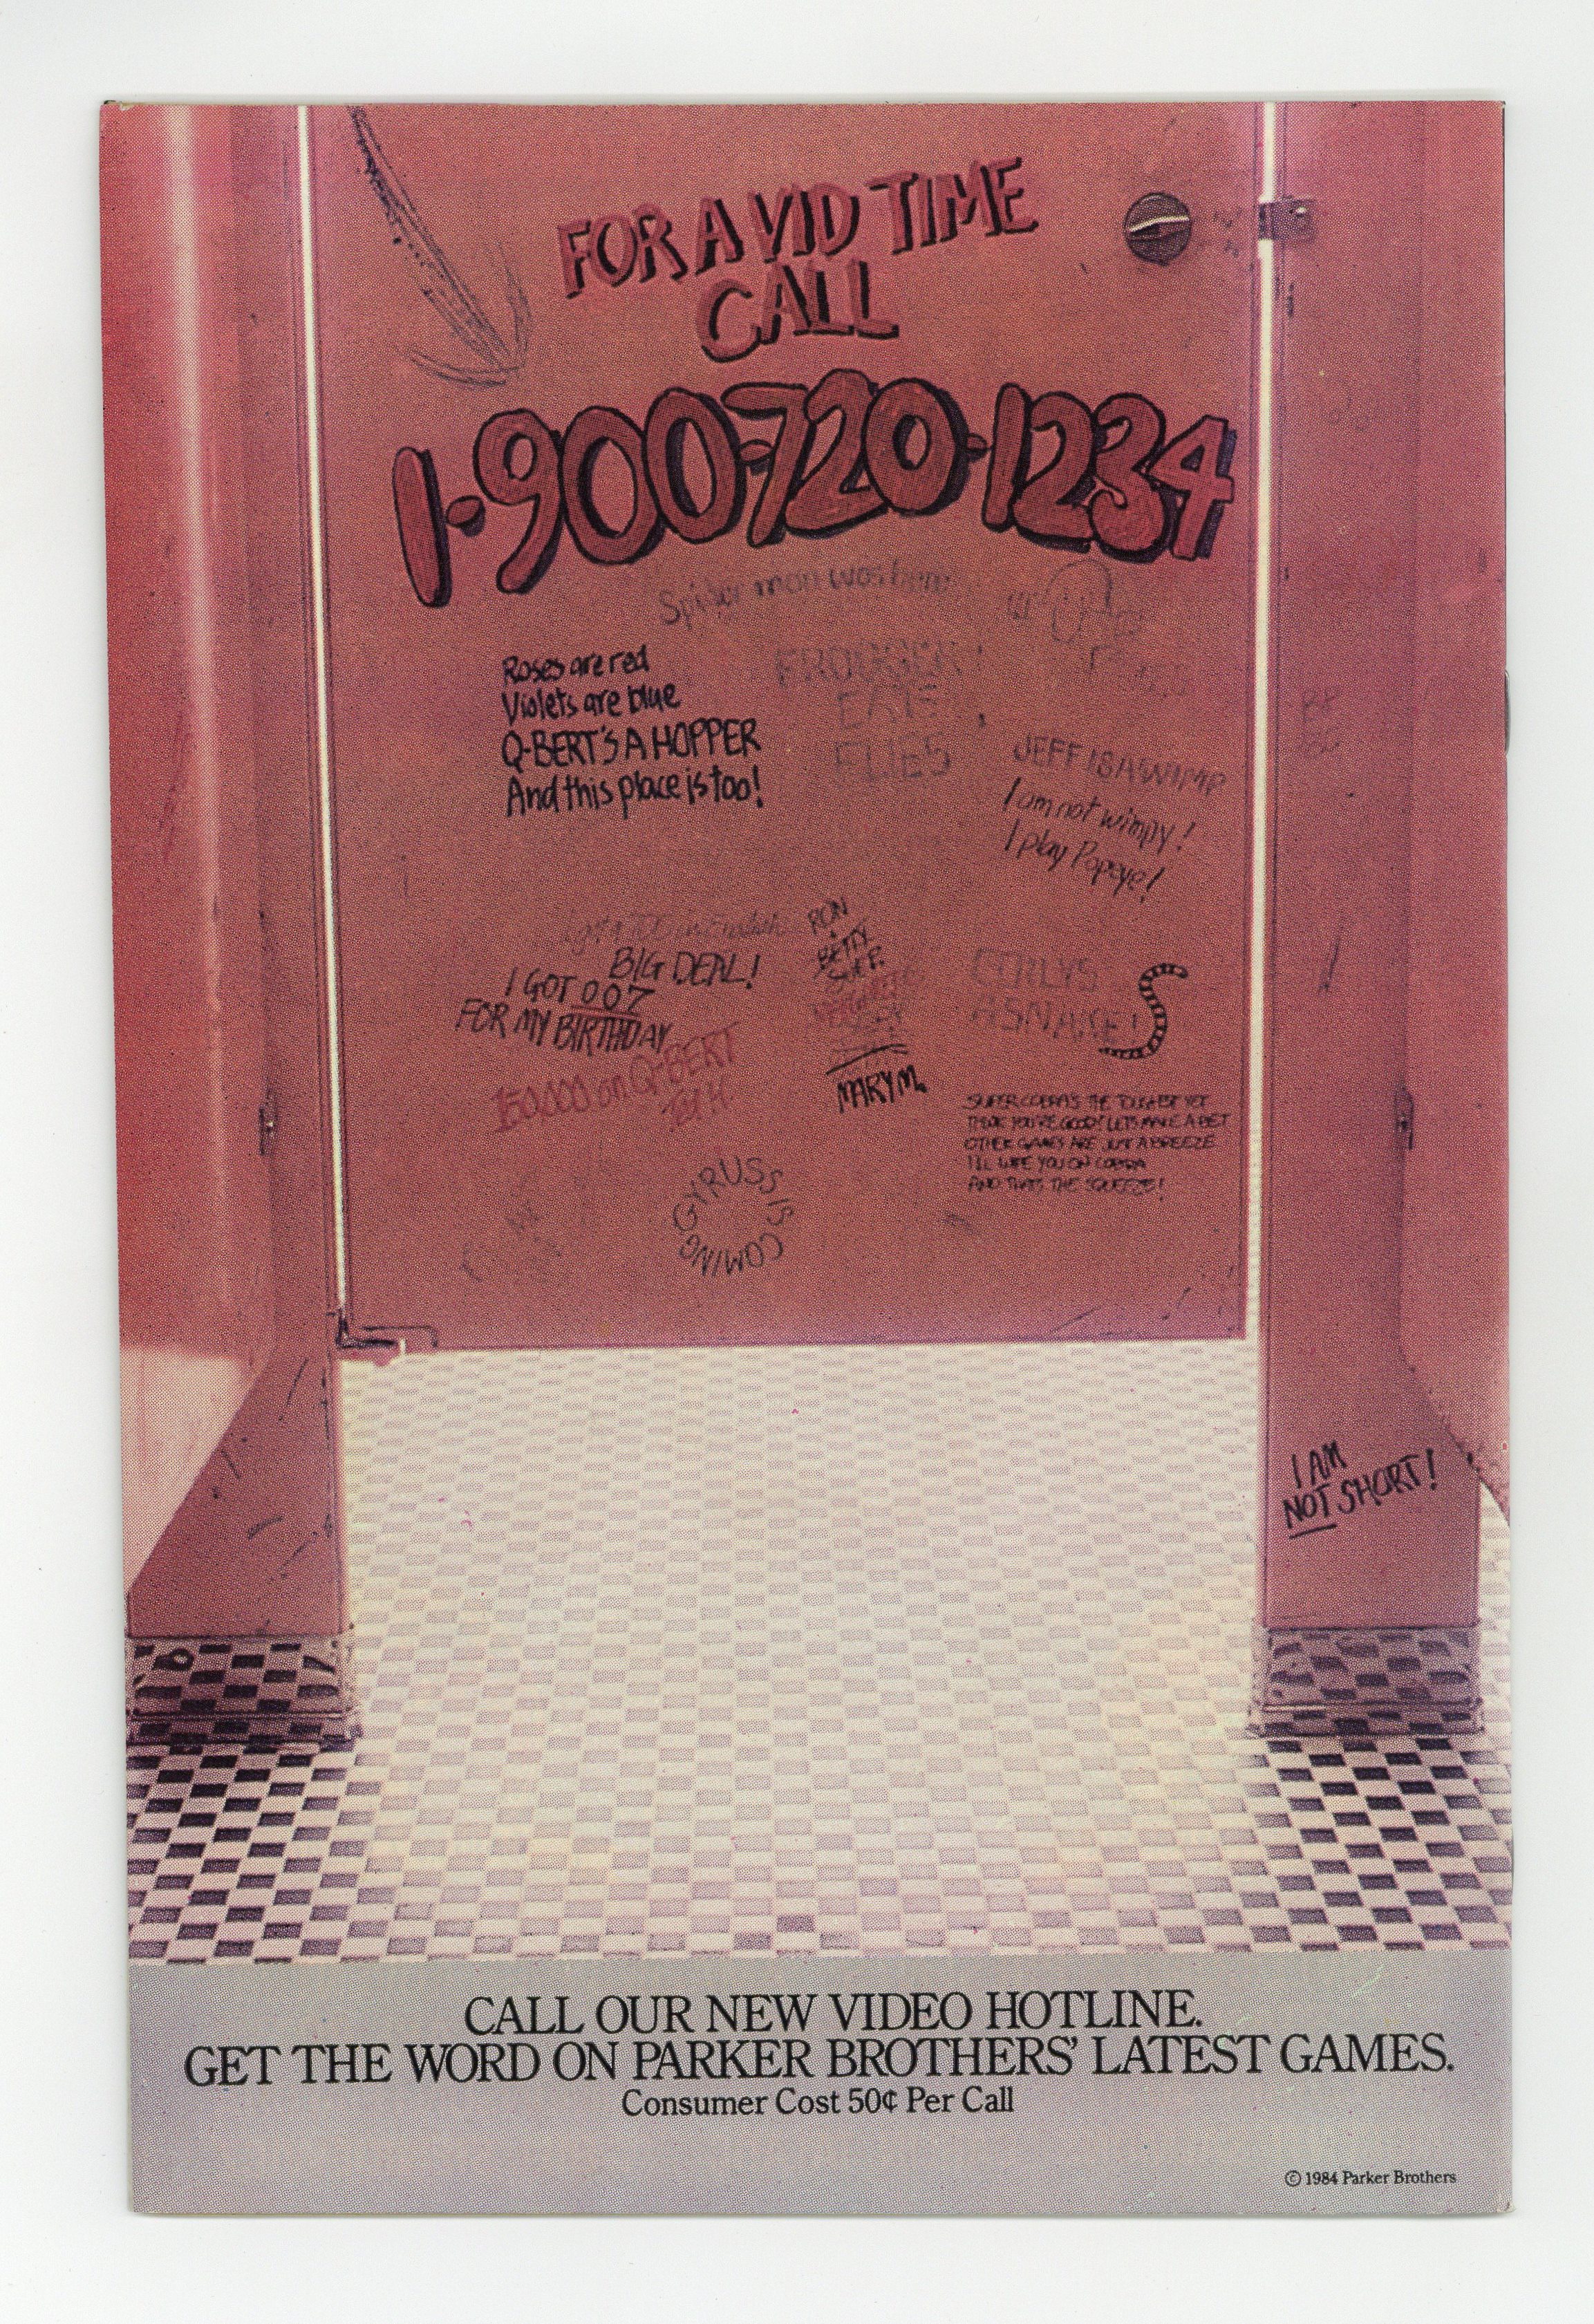 FOR A VID TIME
CALL
1-900-720-1234
Spider man was here
Roses are red
Violets are blue
Q-BERT'S A HOPPER
And this place is too!
FROGGER
EATS
FLIES
JEFF IS A WIMP
I am not wimpy!
I play Popeye!
BIG DEAL!
I GOT 007
FOR MY BIRTHDAY
150,000 on Q-BERT
RON
+
BETTY
SUE P.
MARY M.
A SNAKE!
SUPER COBRA'S THE TOUGHEST YET
THINK YOU'RE GOOD? LETS MAKE A BET
OTHER GAMES ARE JUST A BREEZE
I'LL WIPE YOU ON COBRA
AND THATS THE SQUEEZE!
GYRUSS IS COMING
I AM
NOT SHORT!
CALL OUR NEW VIDEO HOTLINE.
GET THE WORD ON PARKER BROTHERS' LATEST GAMES.
Consumer Cost 50¢ Per Call
© 1984 Parker Brothers